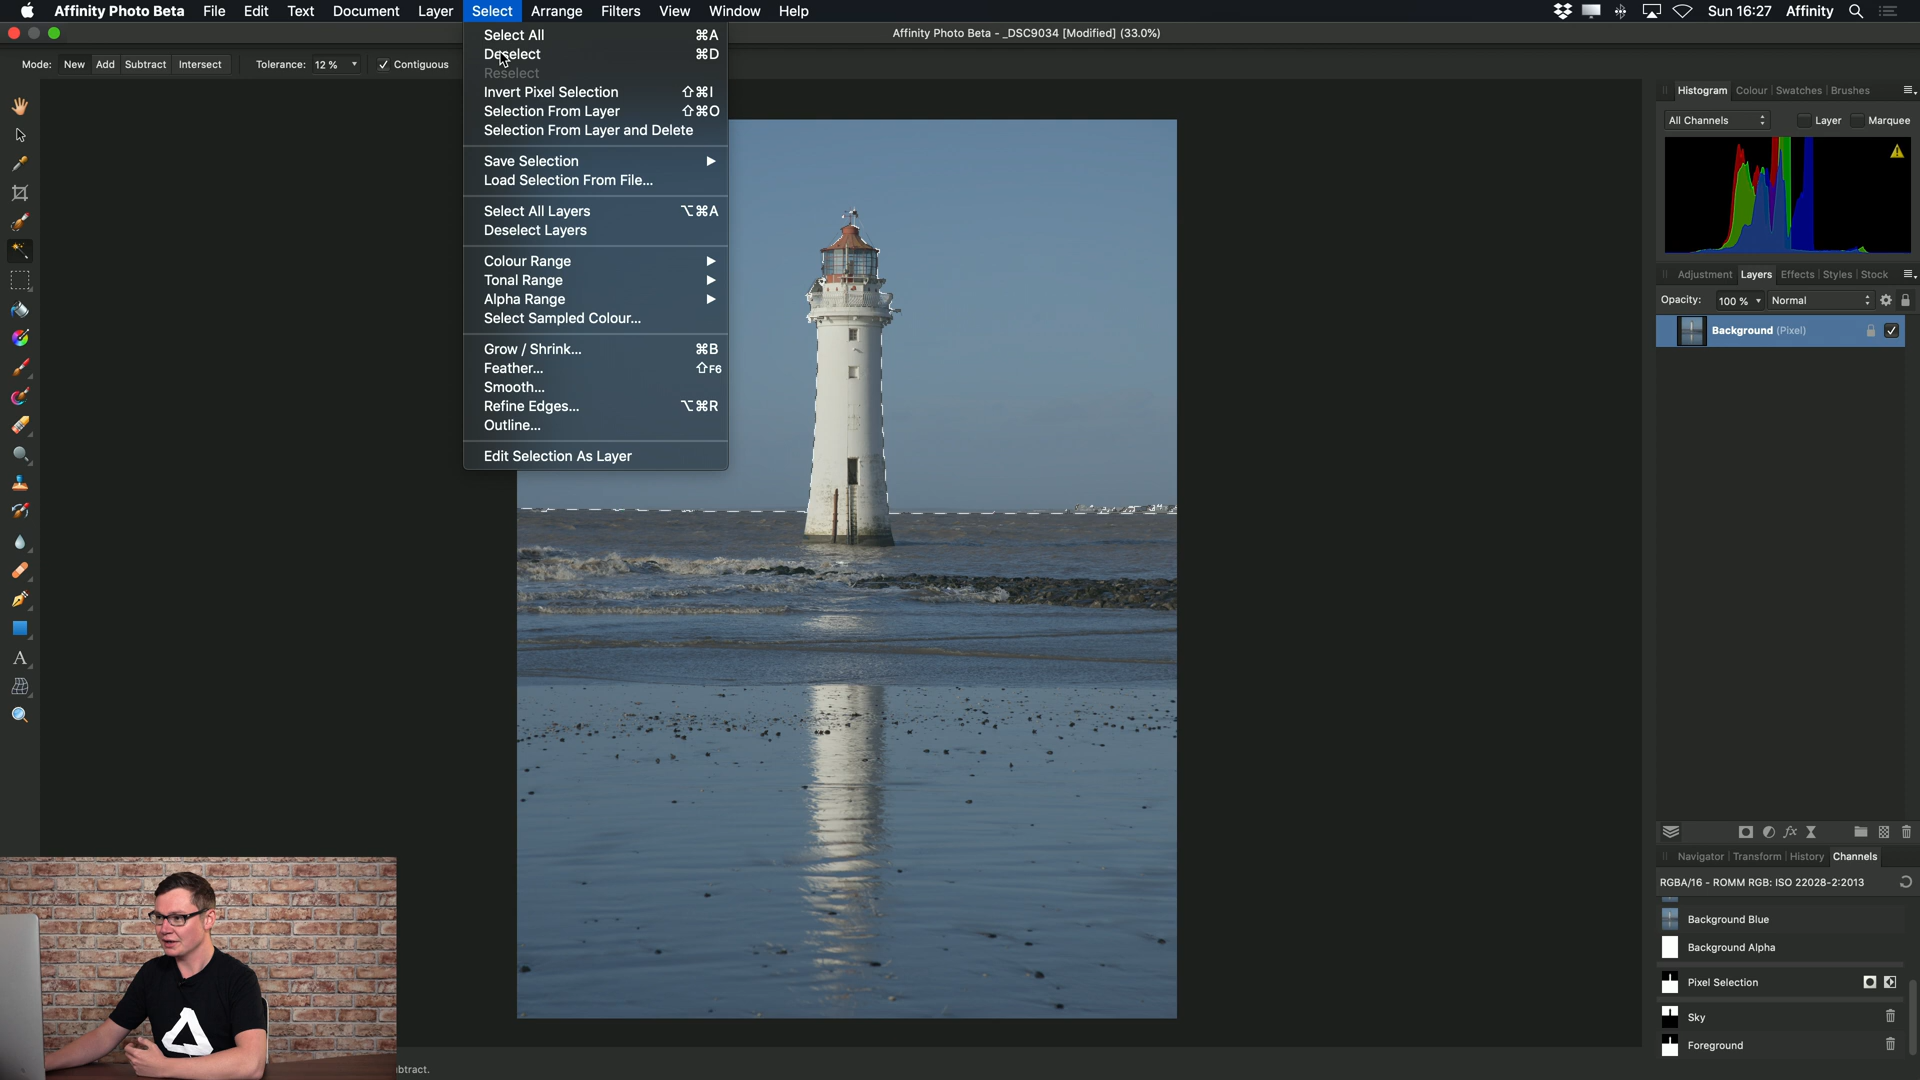 Affinity Photo Beta File Edit Text Document Layer Select Arrange Filters View Window Help Sun 16:27 Affinity
Affinity Photo Beta - _DSC9034 [Modified] (33.0%)
Mode: New Add Subtract Intersect Tolerance: 12 % Contiguous
Select All ⌘A
Deselect ⌘D
Reselect
Invert Pixel Selection ⇧⌘I
Selection From Layer ⇧⌘O
Selection From Layer and Delete
Save Selection
Load Selection From File...
Select All Layers ⌥⌘A
Deselect Layers
Colour Range
Tonal Range
Alpha Range
Select Sampled Colour...
Grow / Shrink... ⌘B
Feather... ⇧F6
Smooth...
Refine Edges... ⌥⌘R
Outline...
Edit Selection As Layer
Histogram Colour Swatches Brushes
All Channels Layer Marquee
Adjustment Layers Effects Styles Stock
Opacity: 100 % Normal
Background (Pixel)
Navigator Transform History Channels
RGBA/16 - ROMM RGB: ISO 22028-2:2013
Background Blue
Background Alpha
Pixel Selection
Sky
Foreground
btract.